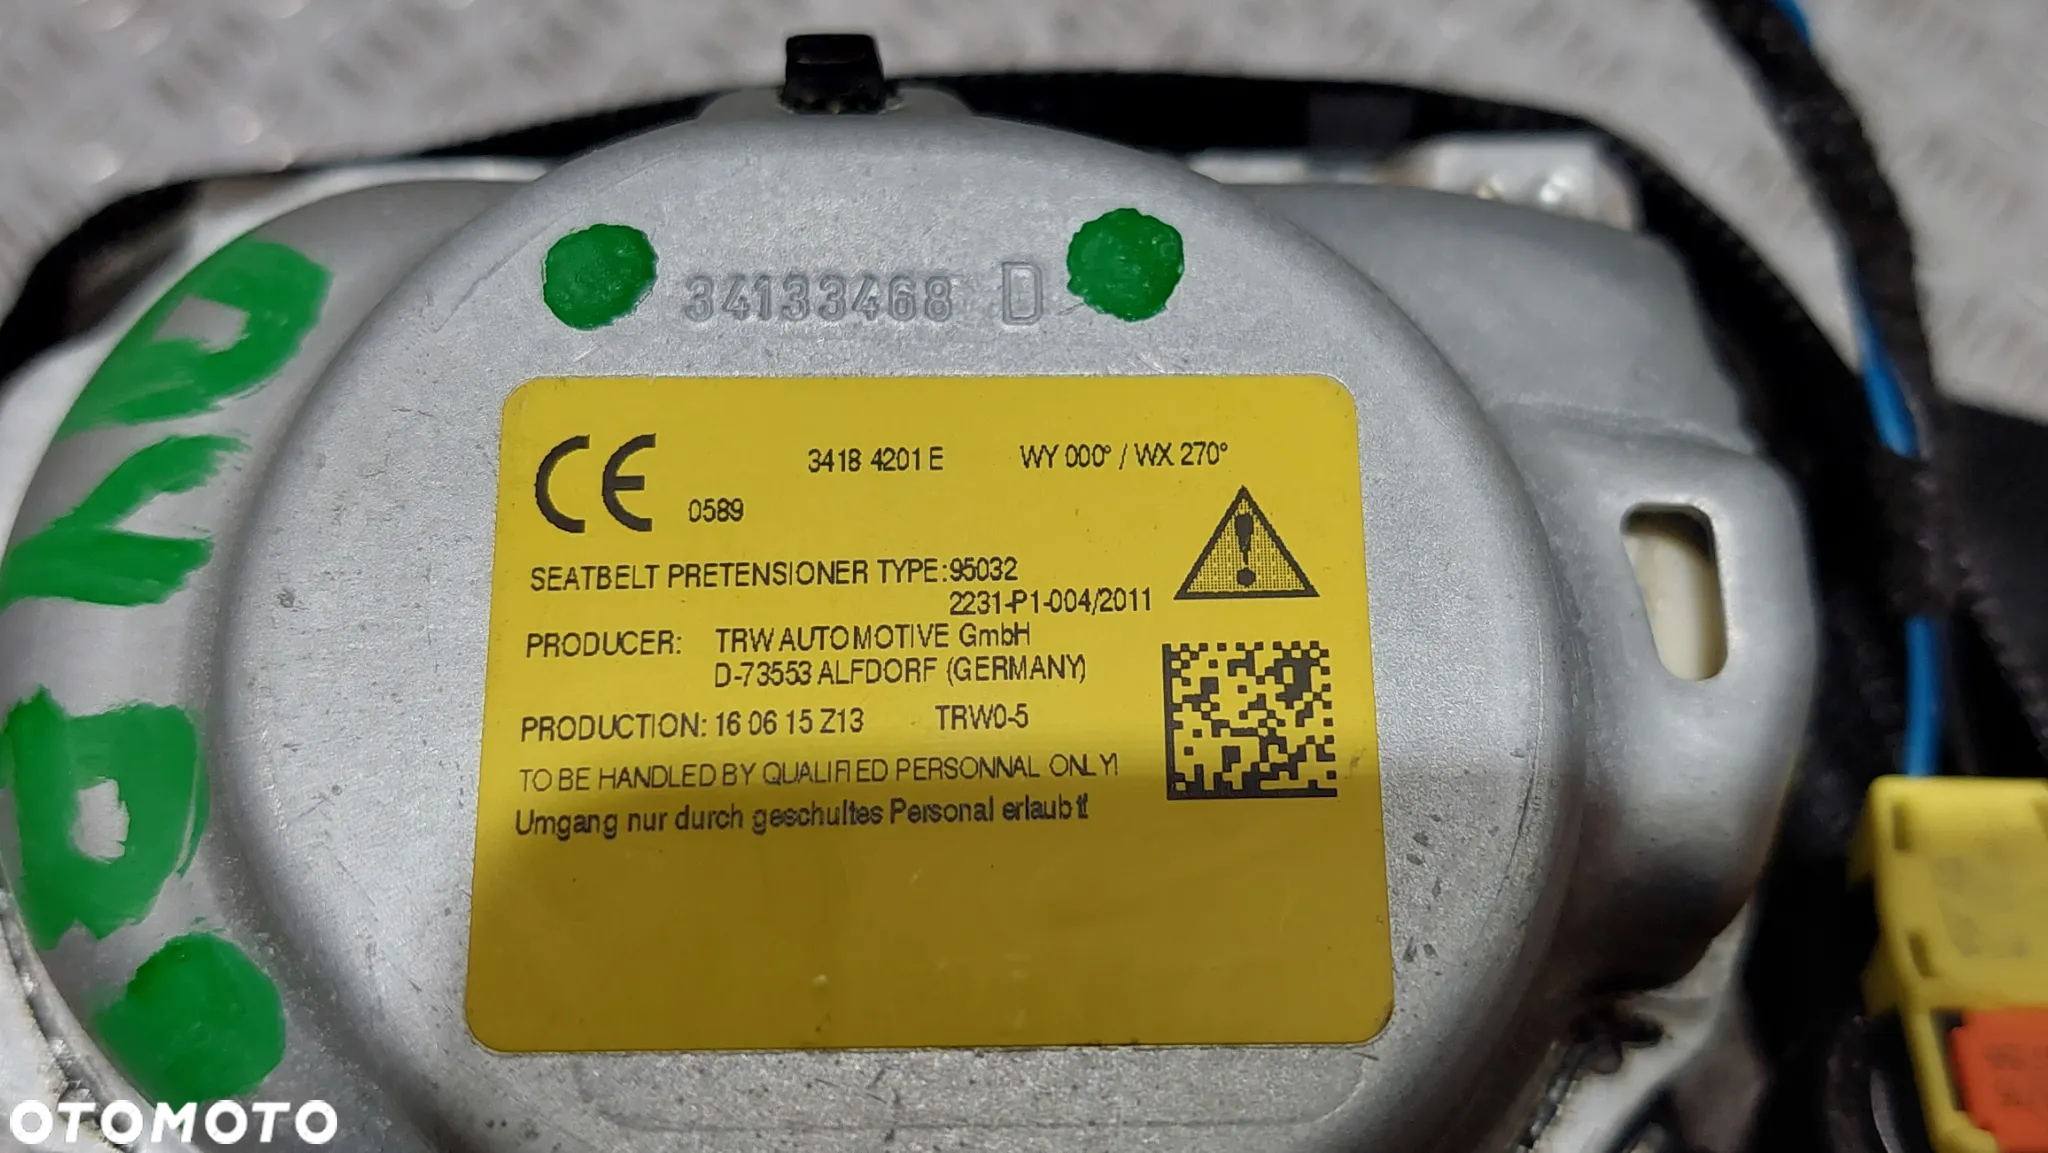 34133468 D
CE 0589
3418 4201 E WY 000° / WX 270°
SEATBELT PRETENSIONER TYPE: 95032
2231-P1-004/2011
PRODUCER: TRW AUTOMOTIVE GmbH
D-73553 ALFDORF (GERMANY)
PRODUCTION: 16 06 15 Z13 TRW0-5
TO BE HANDLED BY QUALIFIED PERSONNAL ONLY!
Umgang nur durch geschultes Personal erlaubt!
OTOMOTO